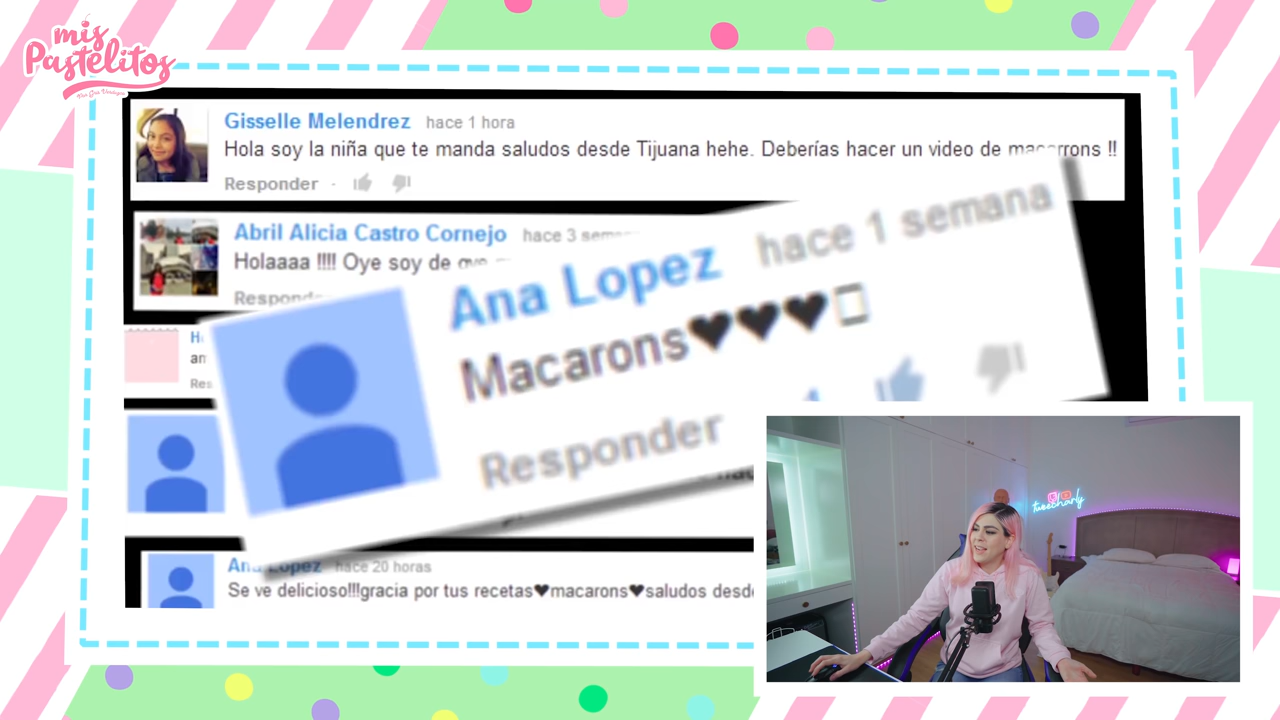 mis
Pastelitos
Gisselle Melendrez hace 1 hora
Hola soy la niña que te manda saludos desde Tijuana hehe. Deberías hacer un video de macarrons !!
Responder
Abril Alicia Castro Cornejo hace 3
Holaaaa !!!! Oye soy de
Ana Lopez hace 1 semana
Macarons♥♥♥
Responder
Ana Lopez hace 20 horas
Se ve delicioso!!!gracia por tus recetas♥macarons♥saludos